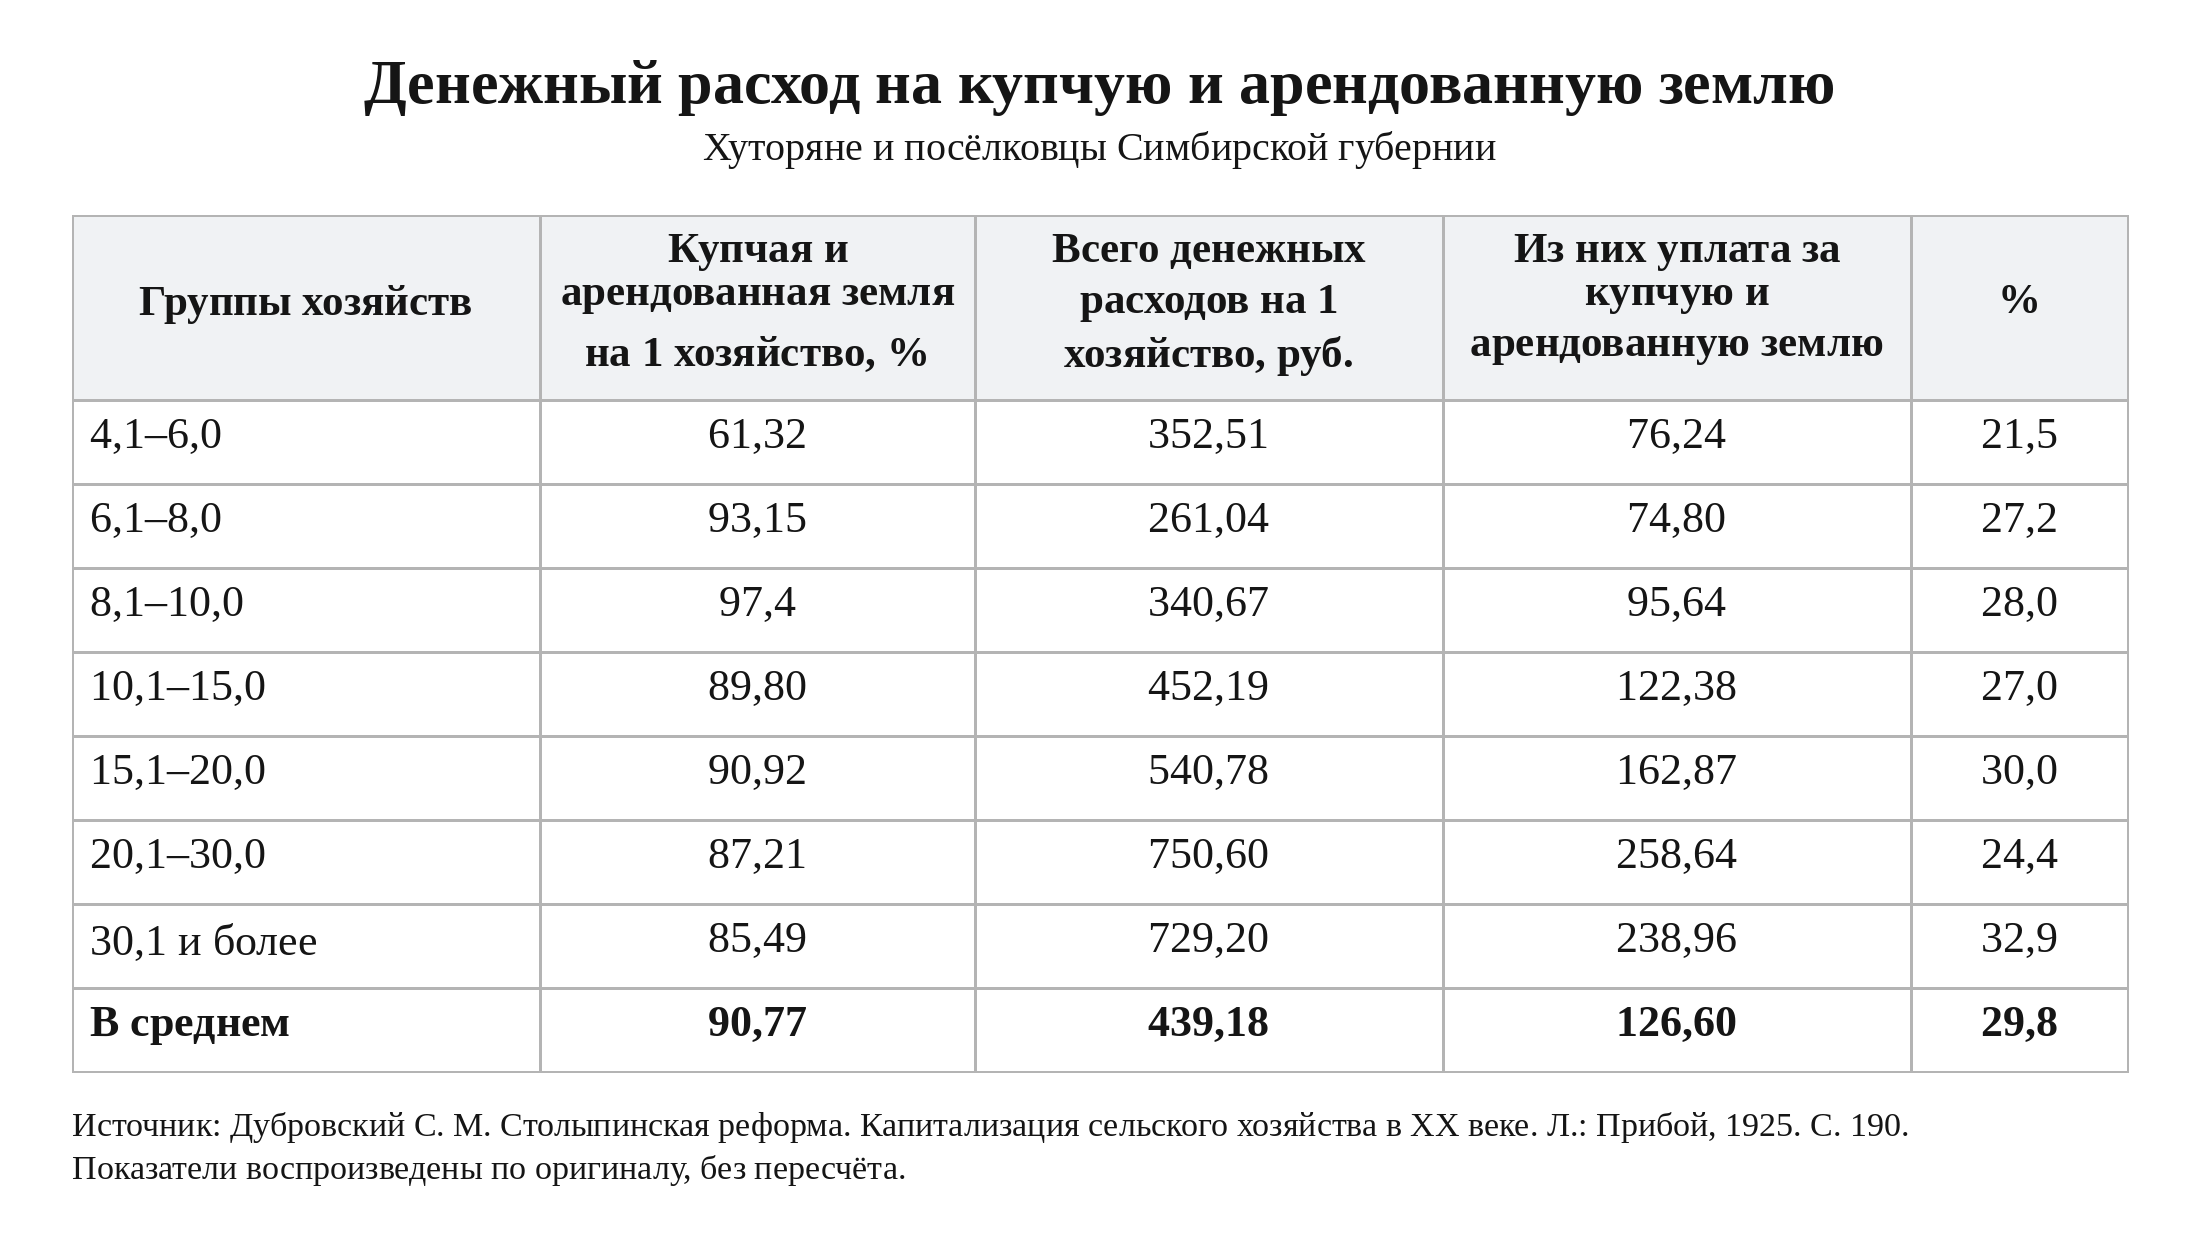 Денежный расход на купчую и арендованную землю
Хуторяне и посёлковцы Симбирской губернии
Группы хозяйств
Купчая и
арендованная земля
на 1 хозяйство, %
Всего денежных
расходов на 1
хозяйство, руб.
Из них уплата за
купчую и
арендованную землю
%
4,1–6,0 61,32 352,51 76,24 21,5
6,1–8,0 93,15 261,04 74,80 27,2
8,1–10,0 97,4 340,67 95,64 28,0
10,1–15,0 89,80 452,19 122,38 27,0
15,1–20,0 90,92 540,78 162,87 30,0
20,1–30,0 87,21 750,60 258,64 24,4
30,1 и более 85,49 729,20 238,96 32,9
В среднем 90,77 439,18 126,60 29,8
Источник: Дубровский С. М. Столыпинская реформа. Капитализация сельского хозяйства в XX веке. Л.: Прибой, 1925. С. 190.
Показатели воспроизведены по оригиналу, без пересчёта.